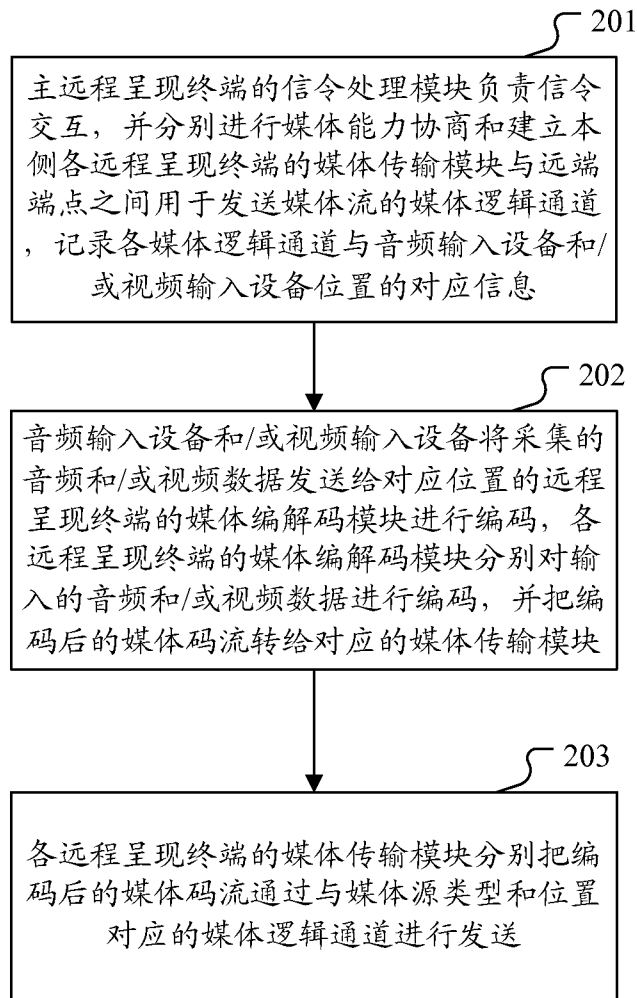 201
主远程呈现终端的信令处理模块负责信令
交互，并分别进行媒体能力协商和建立本
侧各远程呈现终端的媒体传输模块与远端
端点之间用于发送媒体流的媒体逻辑通道
，记录各媒体逻辑通道与音频输入设备和/
或视频输入设备位置的对应信息
202
音频输入设备和/或视频输入设备将采集的
音频和/或视频数据发送给对应位置的远程
呈现终端的媒体编解码模块进行编码，各
远程呈现终端的媒体编解码模块分别对输
入的音频和/或视频数据进行编码，并把编
码后的媒体码流转给对应的媒体传输模块
203
各远程呈现终端的媒体传输模块分别把编
码后的媒体码流通过与媒体源类型和位置
对应的媒体逻辑通道进行发送